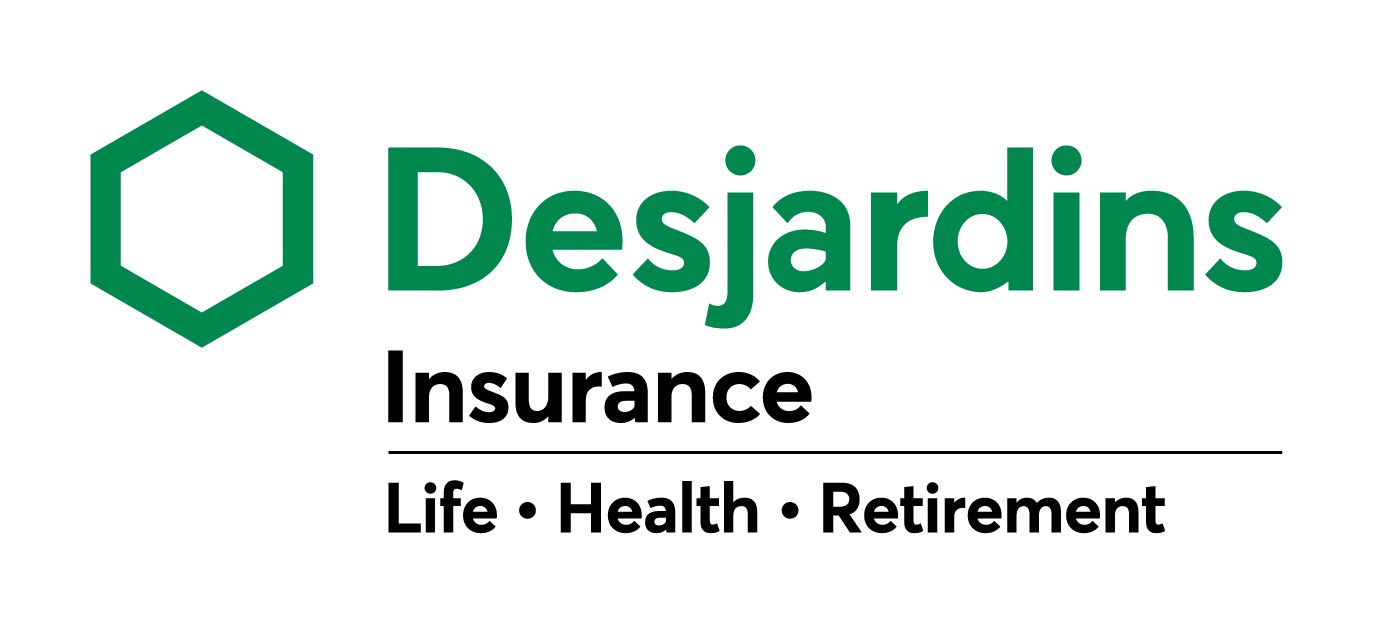 Desjardins
Insurance
Life • Health • Retirement